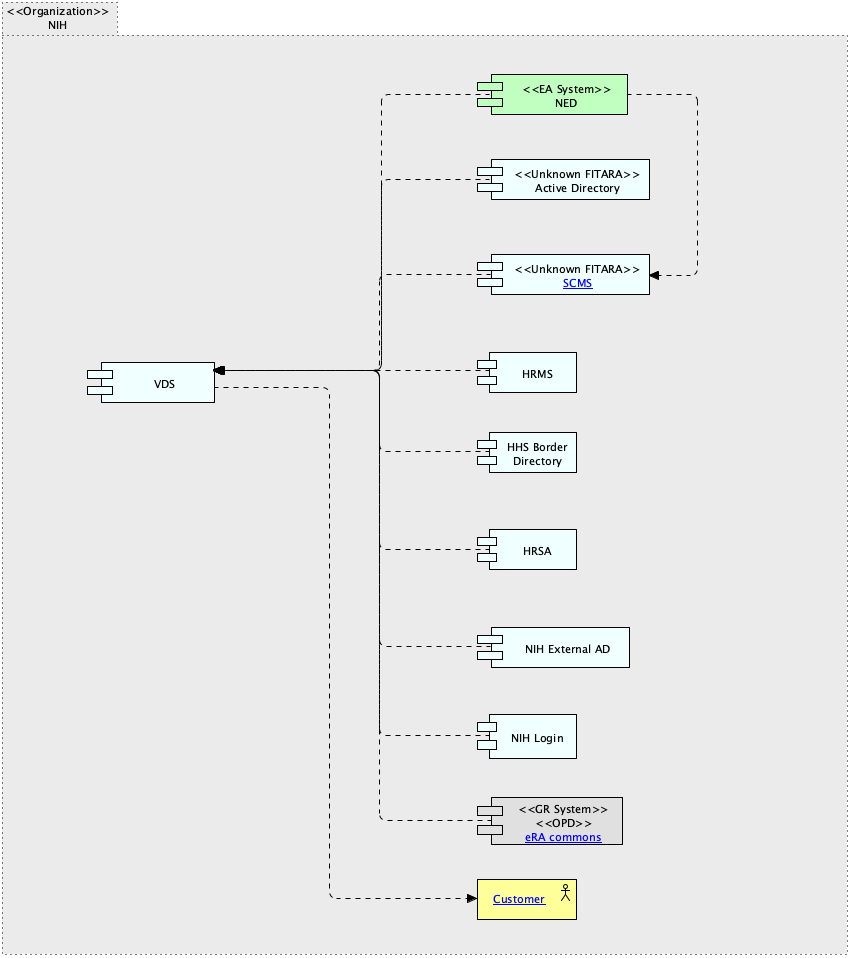 <<Organization>>
NIH
<<EA System>>
NED
<<Unknown FITARA>>
Active Directory
<<Unknown FITARA>>
SCMS
VDS
HRMS
HHS Border
Directory
HRSA
NIH External AD
NIH Login
<<GR System>>
<<OPD>>
eRA commons
Customer